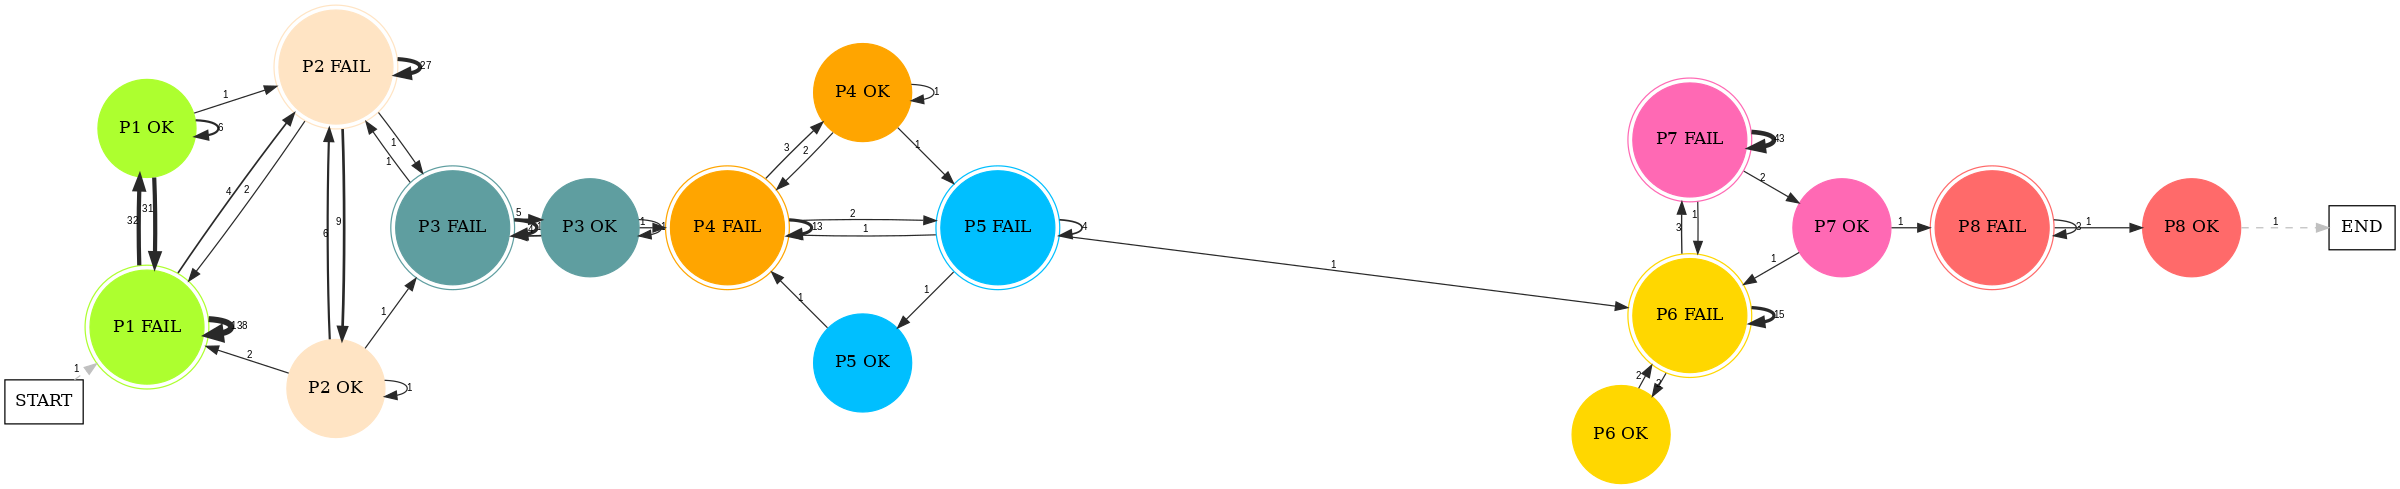 P2 FAIL
27
P1 OK
1
6
P4 OK
1
P7 FAIL
43
1
1
3
2
1
2
4
2
32
31
P3 FAIL
5
P3 OK
1
P4 FAIL
13
2
1
P5 FAIL
4
1
3
1
P7 OK
1
P8 FAIL
3
1
P8 OK
1
END
6
9
1
1
P1 FAIL
138
1
1
P6 FAIL
15
2
P5 OK
1
START
P2 OK
1
2
2
P6 OK